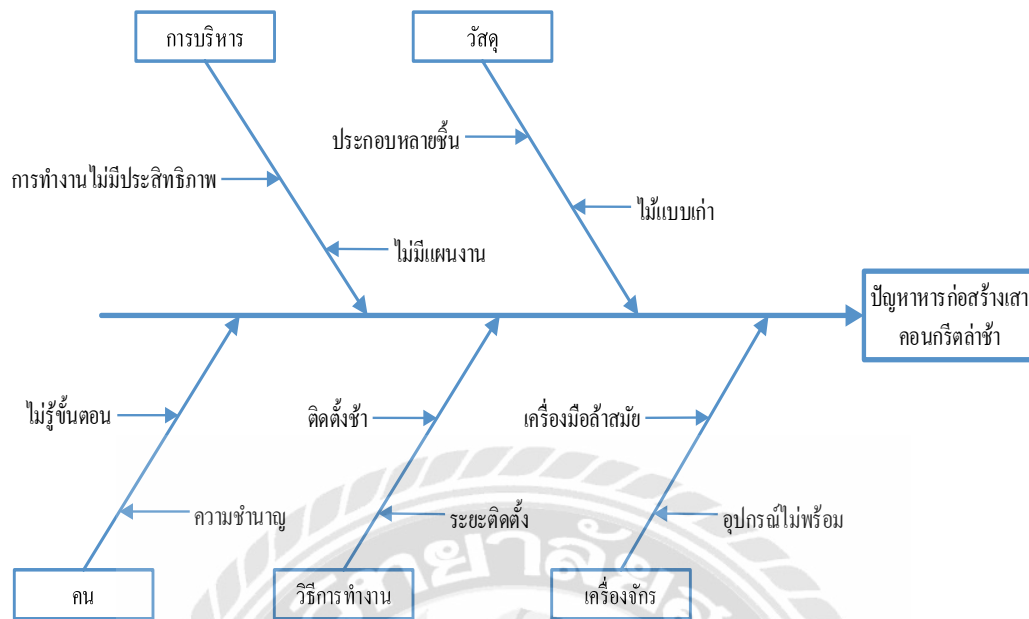 การบริหาร
วัสดุ
ประกอบหลายชิ้น
การทำงานไม่มีประสิทธิภาพ
ไม้แบบเก่า
ไม่มีแผนงาน
ปัญหาหารก่อสร้างเสา
คอนกรีตล่าช้า
ไม่รู้ขั้นตอน
ติดตั้งช้า
เครื่องมือล้าสมัย
ความชำนาญ
ระยะติดตั้ง
อุปกรณ์ไม่พร้อม
คน
วิธีการทำงาน
เครื่องจักร